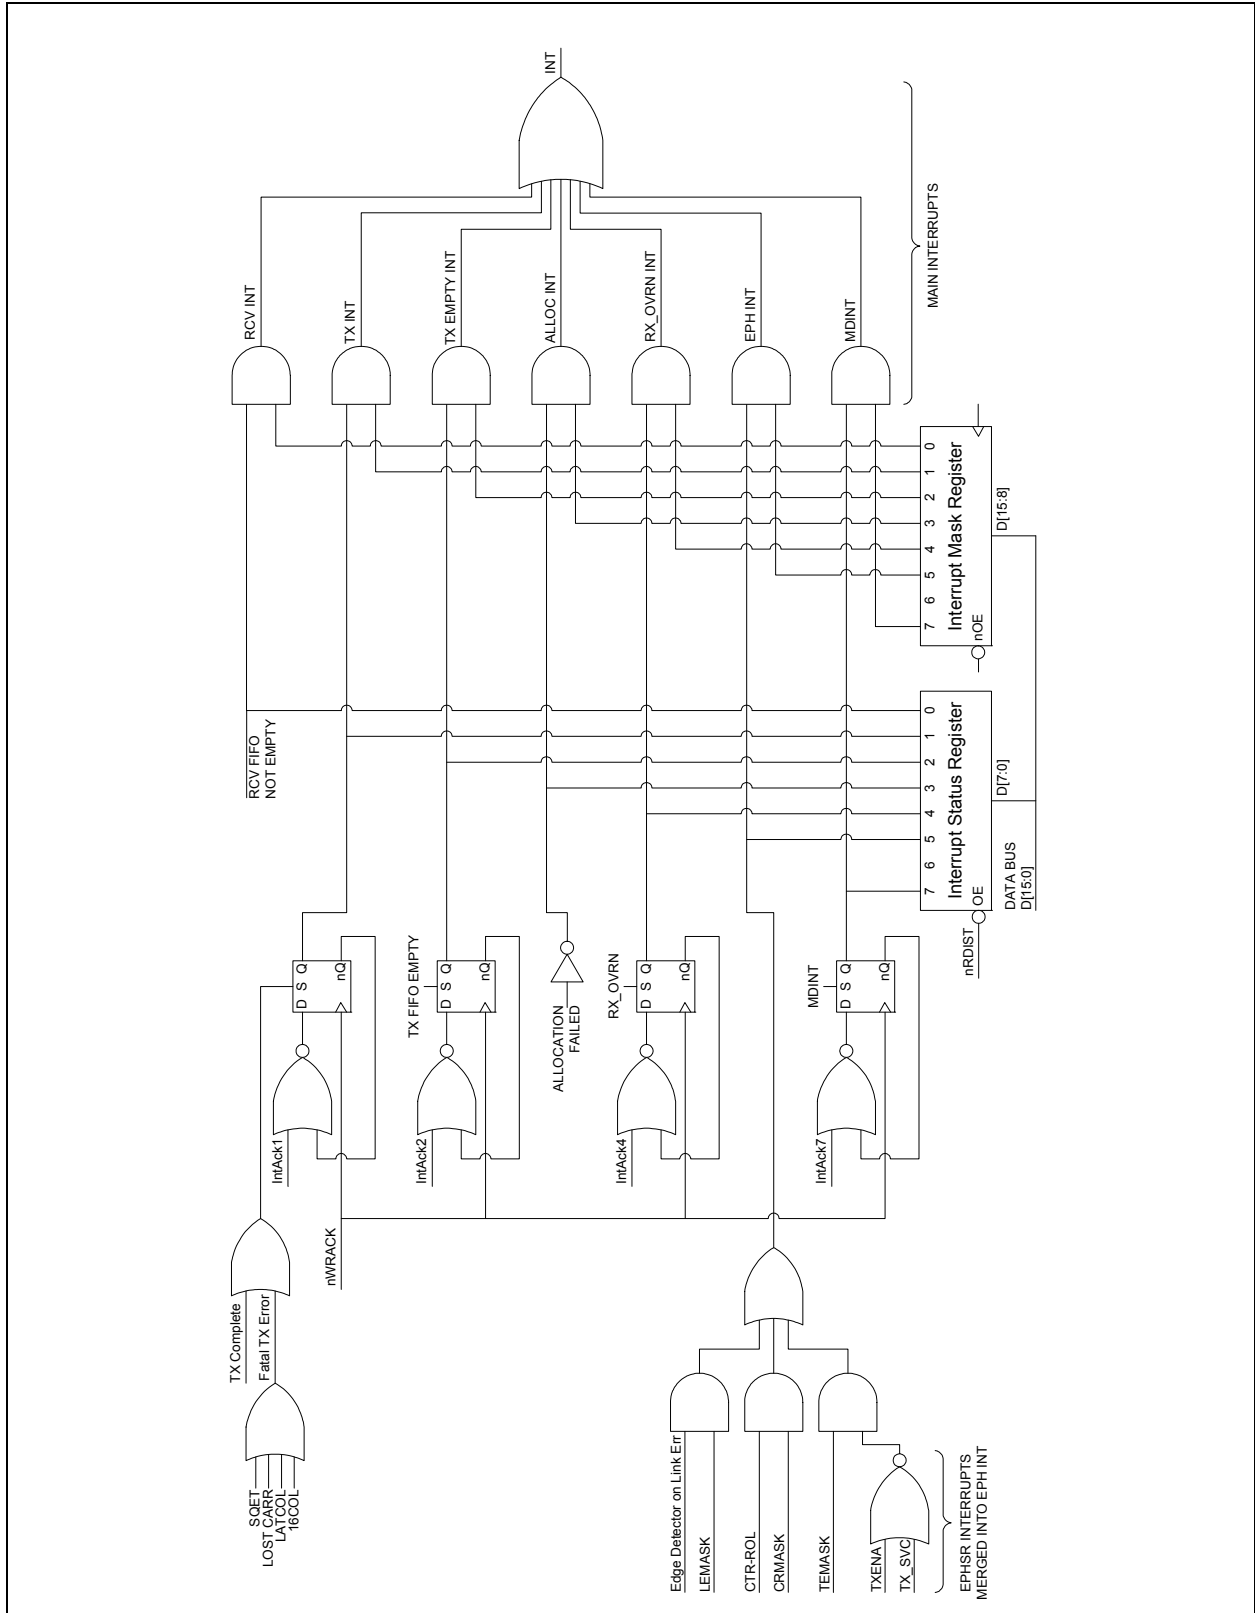 INT
RCV INT
TX INT
TX EMPTY INT
ALLOC INT
RX_OVRN INT
EPH INT
MDINT
MAIN INTERRUPTS
0
1
2
3
4
5
6
7
Interrupt Mask Register
nOE
D[15:8]
RCV FIFO
NOT EMPTY
0
1
2
3
4
5
6
7
Interrupt Status Register
OE
D[7:0]
DATA BUS
D[15:0]
nRDIST
D S Q
nQ
TX FIFO EMPTY
D S Q
nQ
ALLOCATION
FAILED
RX_OVRN
D S Q
nQ
MDINT
D S Q
nQ
IntAck1
IntAck2
IntAck4
IntAck7
nWRACK
TX Complete
Fatal TX Error
SQET
LOST CARR
LATCOL
16COL
Edge Detector on Link Err
LEMASK
CTR-ROL
CRMASK
TEMASK
TXENA
TX_SVC
EPHSR INTERRUPTS
MERGED INTO EPH INT